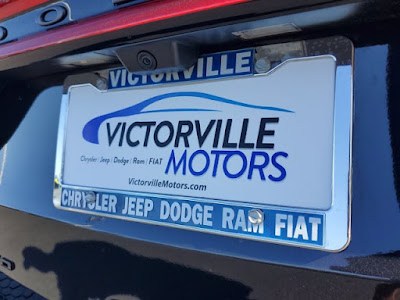 VICTORVILLE
VICTORVILLE
Chrysler | Jeep | Dodge | Ram | FIAT
MOTORS
VictorvilleMotors.com
CHRYSLER JEEP DODGE RAM FIAT